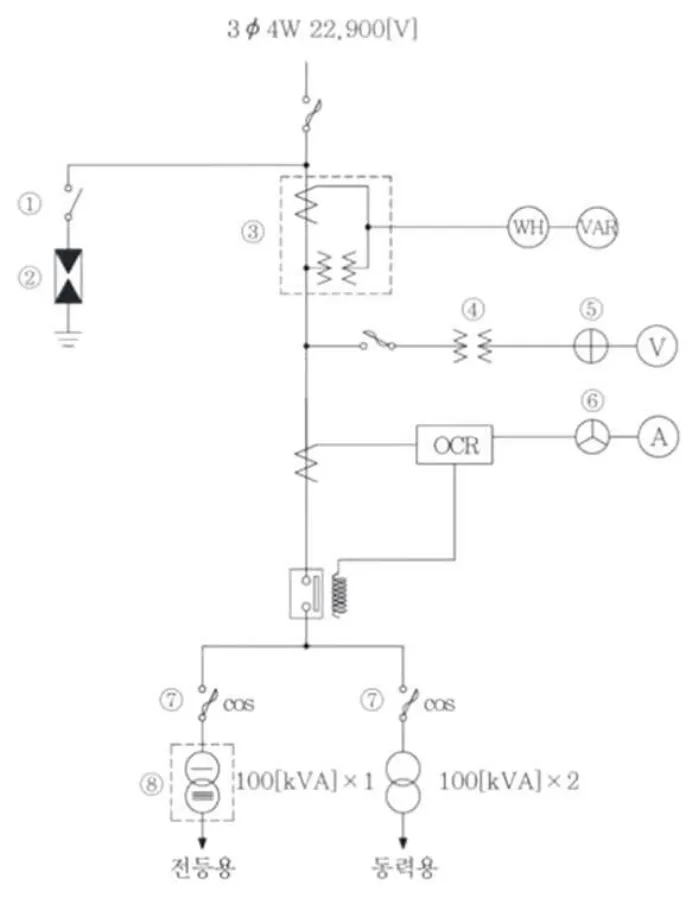 3ϕ4W 22,900[V]
①
②
③
WH
VAR
④
⑤
V
⑥
OCR
A
⑦
cos
⑦
cos
⑧
100[kVA]×1
100[kVA]×2
전등용
동력용